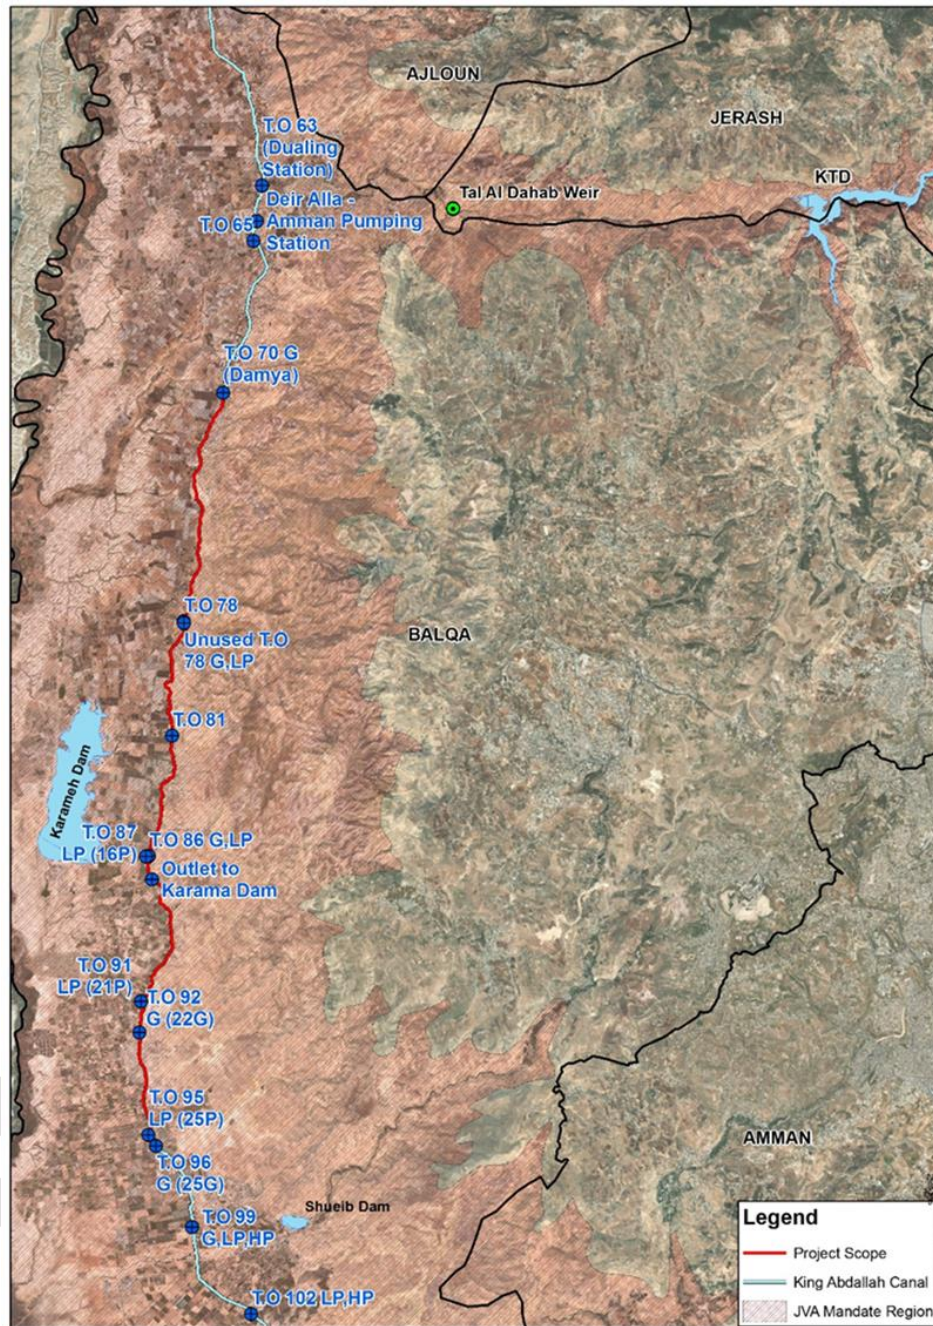 AJLOUN
JERASH
T.O 63
(Dualing
Station)
KTD
Tal Al Dahab Weir
Deir Alla -
Amman Pumping
Station
T.O 65
T.O 70 G
(Damya)
T.O 78
Unused T.O
78 G,LP
BALQA
T.O 81
Karameh Dam
T.O 87
LP (16P)
T.O 86 G,LP
Outlet to
Karama Dam
T.O 91
LP (21P)
T.O 92
G (22G)
T.O 95
LP (25P)
T.O 96
G (25G)
AMMAN
Shueib Dam
T.O 99
G,LP,HP
T.O 102 LP,HP
Legend
Project Scope
King Abdallah Canal
JVA Mandate Region